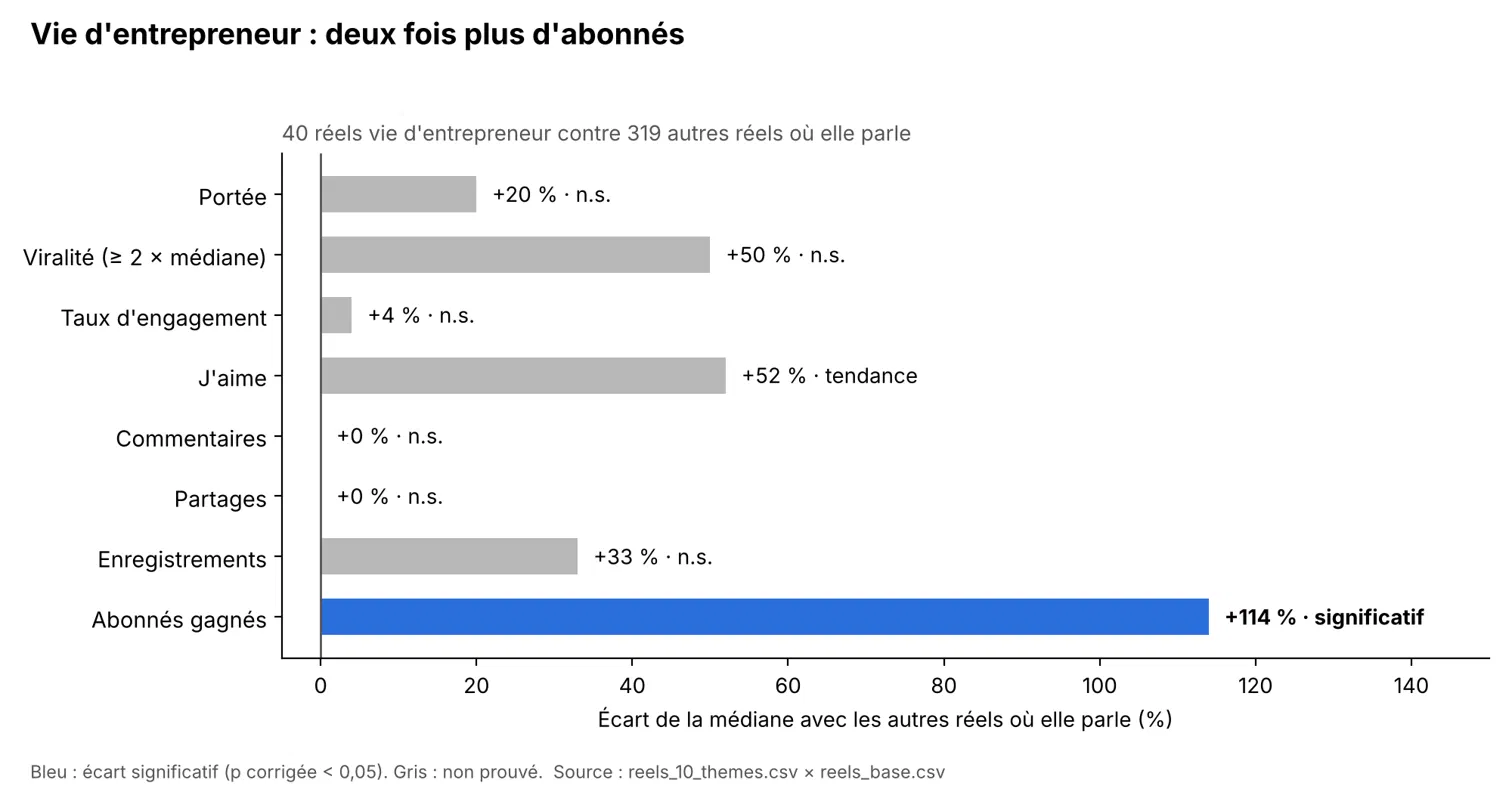 Vie d'entrepreneur : deux fois plus d'abonnés
40 réels vie d'entrepreneur contre 319 autres réels où elle parle
Portée +20 % · n.s.
Viralité (≥ 2 × médiane) +50 % · n.s.
Taux d'engagement +4 % · n.s.
J'aime +52 % · tendance
Commentaires +0 % · n.s.
Partages +0 % · n.s.
Enregistrements +33 % · n.s.
Abonnés gagnés +114 % · significatif
0 20 40 60 80 100 120 140
Écart de la médiane avec les autres réels où elle parle (%)
Bleu : écart significatif (p corrigée < 0,05). Gris : non prouvé. Source : reels_10_themes.csv × reels_base.csv